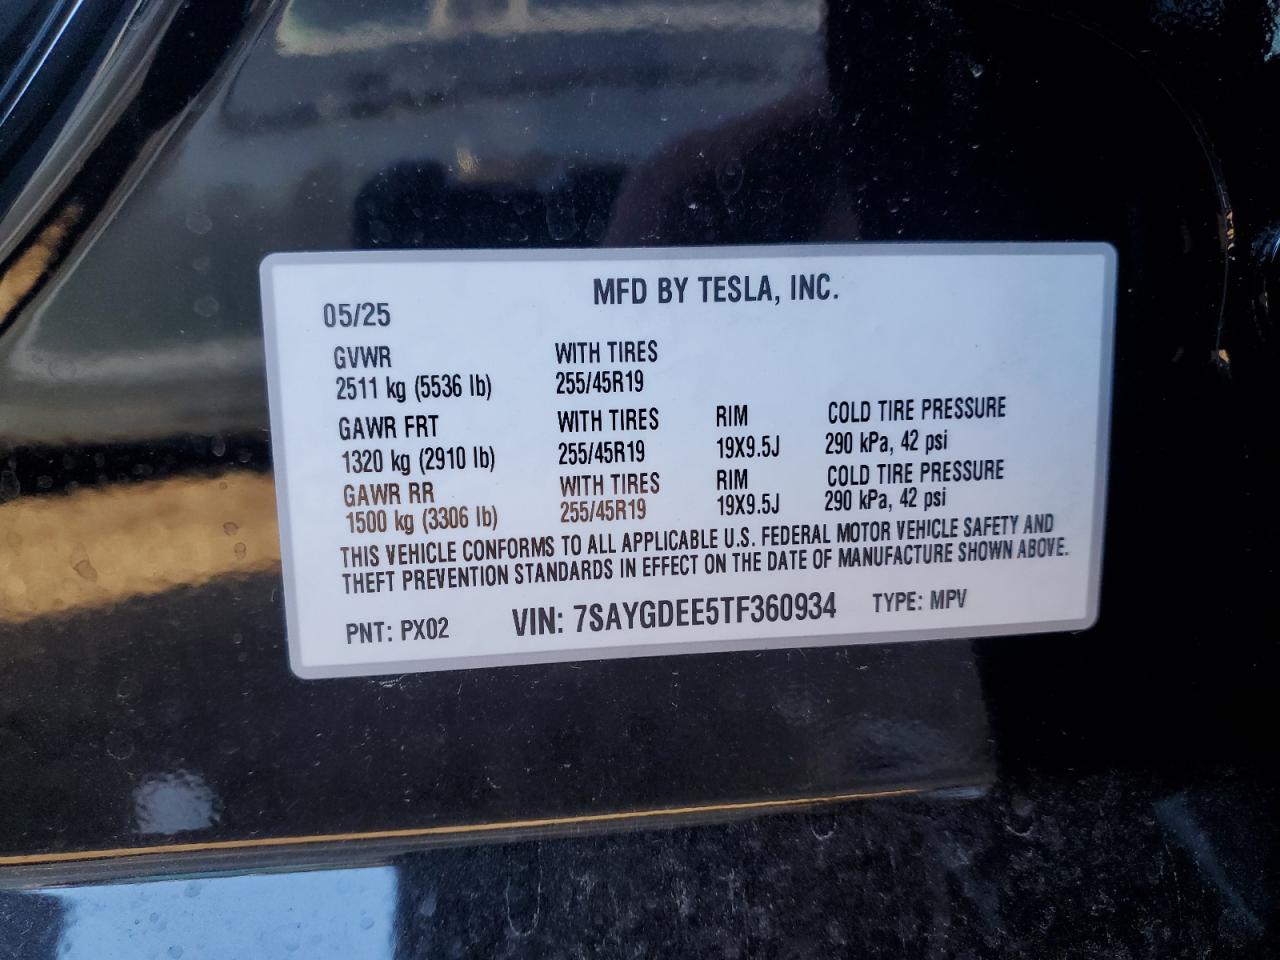 MFD BY TESLA, INC.
05/25
GVWR WITH TIRES
2511 kg (5536 lb) 255/45R19
GAWR FRT WITH TIRES RIM COLD TIRE PRESSURE
1320 kg (2910 lb) 255/45R19 19X9.5J 290 kPa, 42 psi
GAWR RR WITH TIRES RIM COLD TIRE PRESSURE
1500 kg (3306 lb) 255/45R19 19X9.5J 290 kPa, 42 psi
THIS VEHICLE CONFORMS TO ALL APPLICABLE U.S. FEDERAL MOTOR VEHICLE SAFETY AND
THEFT PREVENTION STANDARDS IN EFFECT ON THE DATE OF MANUFACTURE SHOWN ABOVE.
PNT: PX02 VIN: 7SAYGDEE5TF360934 TYPE: MPV